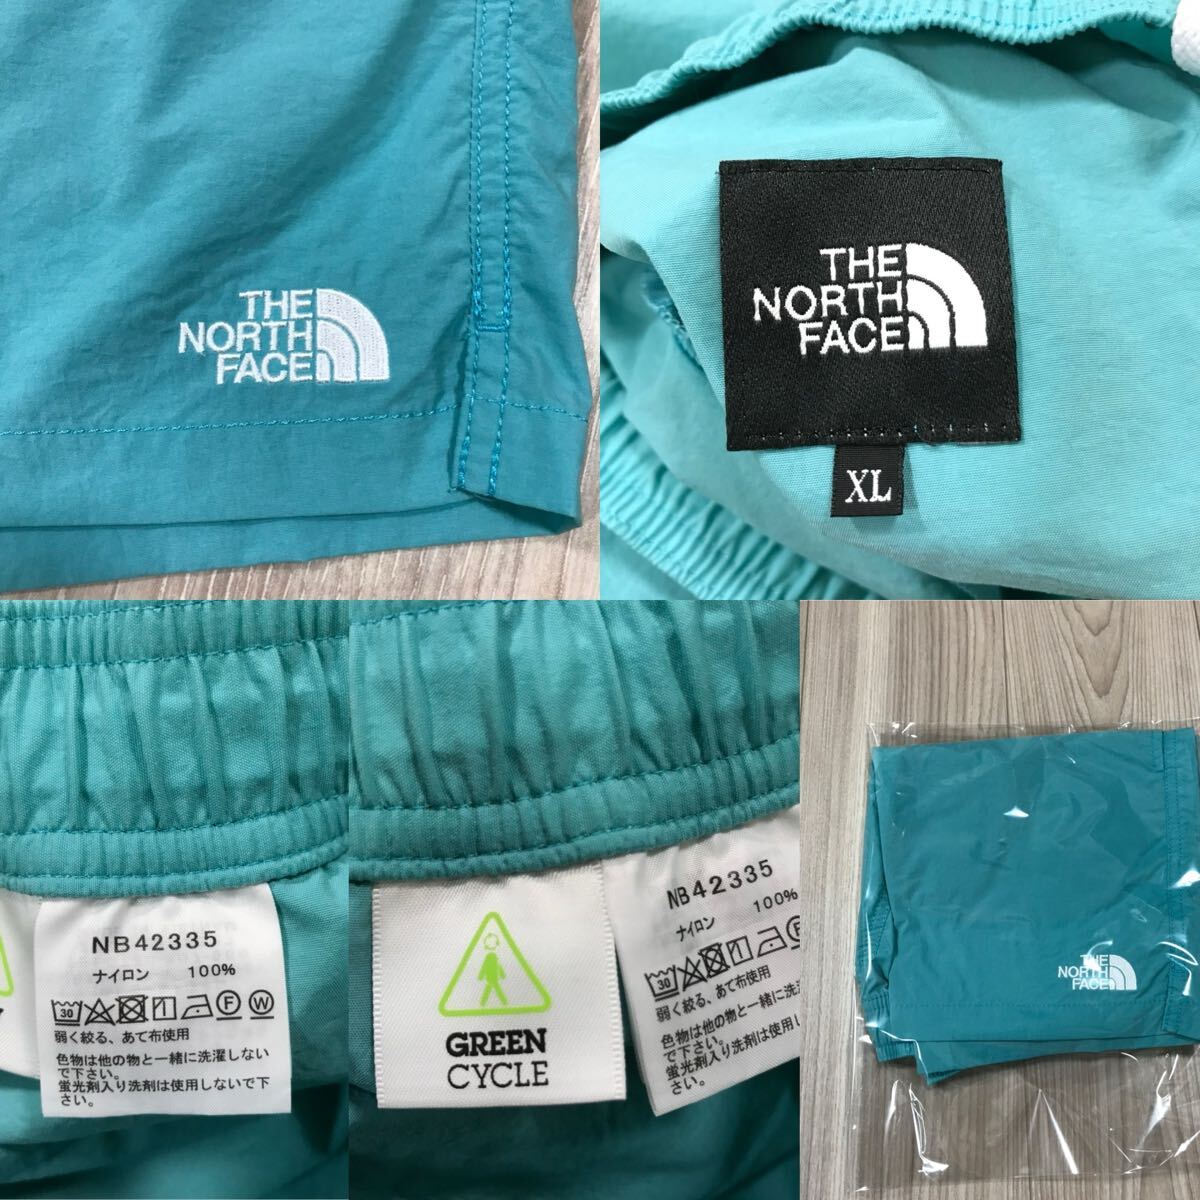 THE
NORTH
FACE
THE
NORTH
FACE
XL
NB42335
ナイロン 100%
30 F W
弱く絞る、あて布使用
色物は他の物と一緒に洗濯しない
で下さい。
蛍光剤入り洗剤は使用しないで下
さい。
GREEN
CYCLE
NB42335
ナイロン 100%
30
弱く絞る、あて布使用
色物は他の物と一緒に洗
で下さい。
蛍光剤入り洗剤は使用し
さい。
THE
NORTH
FACE